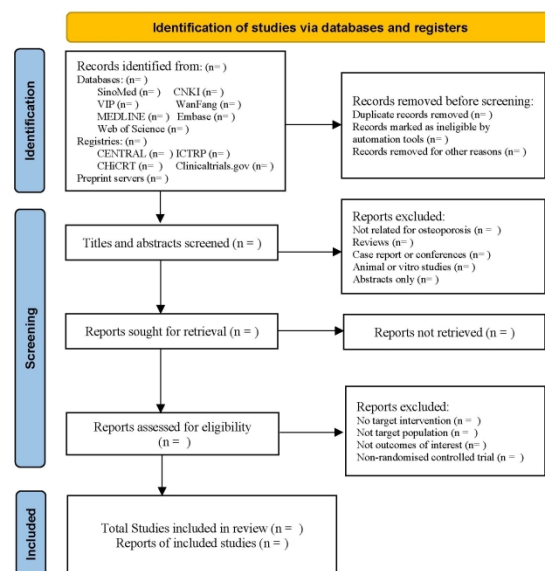 Identification of studies via databases and registers
Identification
Records identified from: (n= )
Databases: (n= )
SinoMed (n= ) CNKI (n= )
VIP (n= ) WanFang (n= )
MEDLINE (n= ) Embase (n= )
Web of Science (n= )
Registries: (n= )
CENTRAL (n= ) ICTRP (n= )
CHiCRT (n= ) Clinicaltrials.gov (n= )
Preprint servers (n= )
Records removed before screening:
Duplicate records removed (n= )
Records marked as ineligible by
automation tools (n= )
Records removed for other reasons (n= )
Screening
Titles and abstracts screened (n = )
Reports excluded:
Not related for osteoporosis (n = )
Reviews (n= )
Case report or conferences (n= )
Animal or vitro studies (n= )
Abstracts only (n= )
Reports sought for retrieval (n = )
Reports not retrieved (n = )
Reports assessed for eligibility
(n = )
Reports excluded:
No target intervention (n = )
Not target population (n = )
Not outcomes of interest (n= )
Non-randomised controlled trial (n = )
Included
Total Studies included in review (n = )
Reports of included studies (n = )